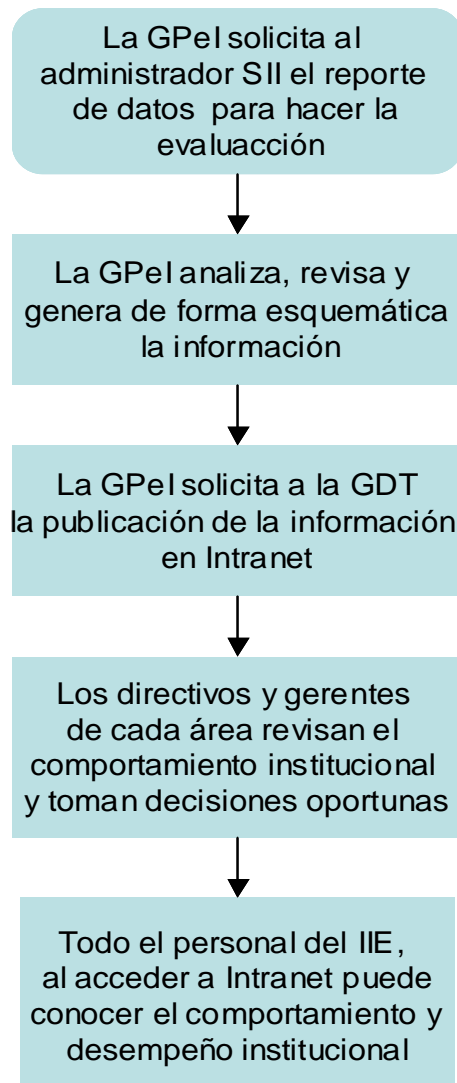 La GPeI solicita al
administrador SII el reporte
de datos para hacer la
evaluacción
La GPeI analiza, revisa y
genera de forma esquemática
la información
La GPeI solicita a la GDT
la publicación de la información
en Intranet
Los directivos y gerentes
de cada área revisan el
comportamiento institucional
y toman decisiones oportunas
Todo el personal del IIE,
al acceder a Intranet puede
conocer el comportamiento y
desempeño institucional